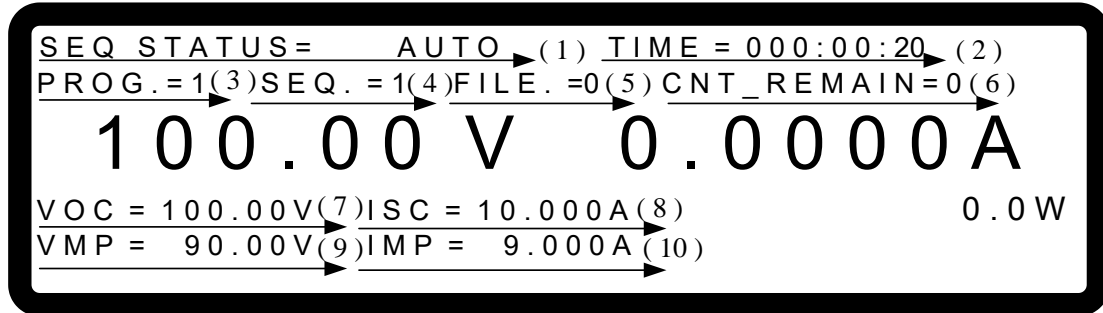 SEQ STATUS= AUTO (1) TIME = 000:00:20 (2)
PROG.=1(3) SEQ. =1(4) FILE. =0(5) CNT_REMAIN=0(6)
100.00 V 0.0000A
VOC = 100.00V(7) ISC = 10.000A(8) 0.0W
VMP = 90.00V(9) IMP = 9.000A(10)